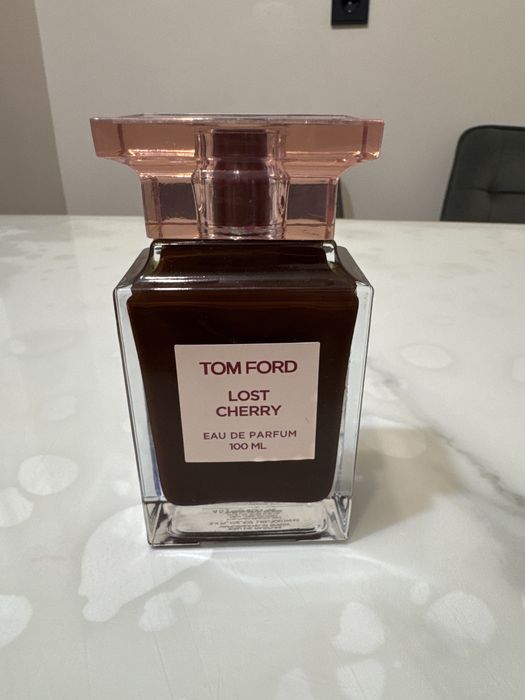 TOM FORD
LOST
CHERRY
EAU DE PARFUM
100 ML